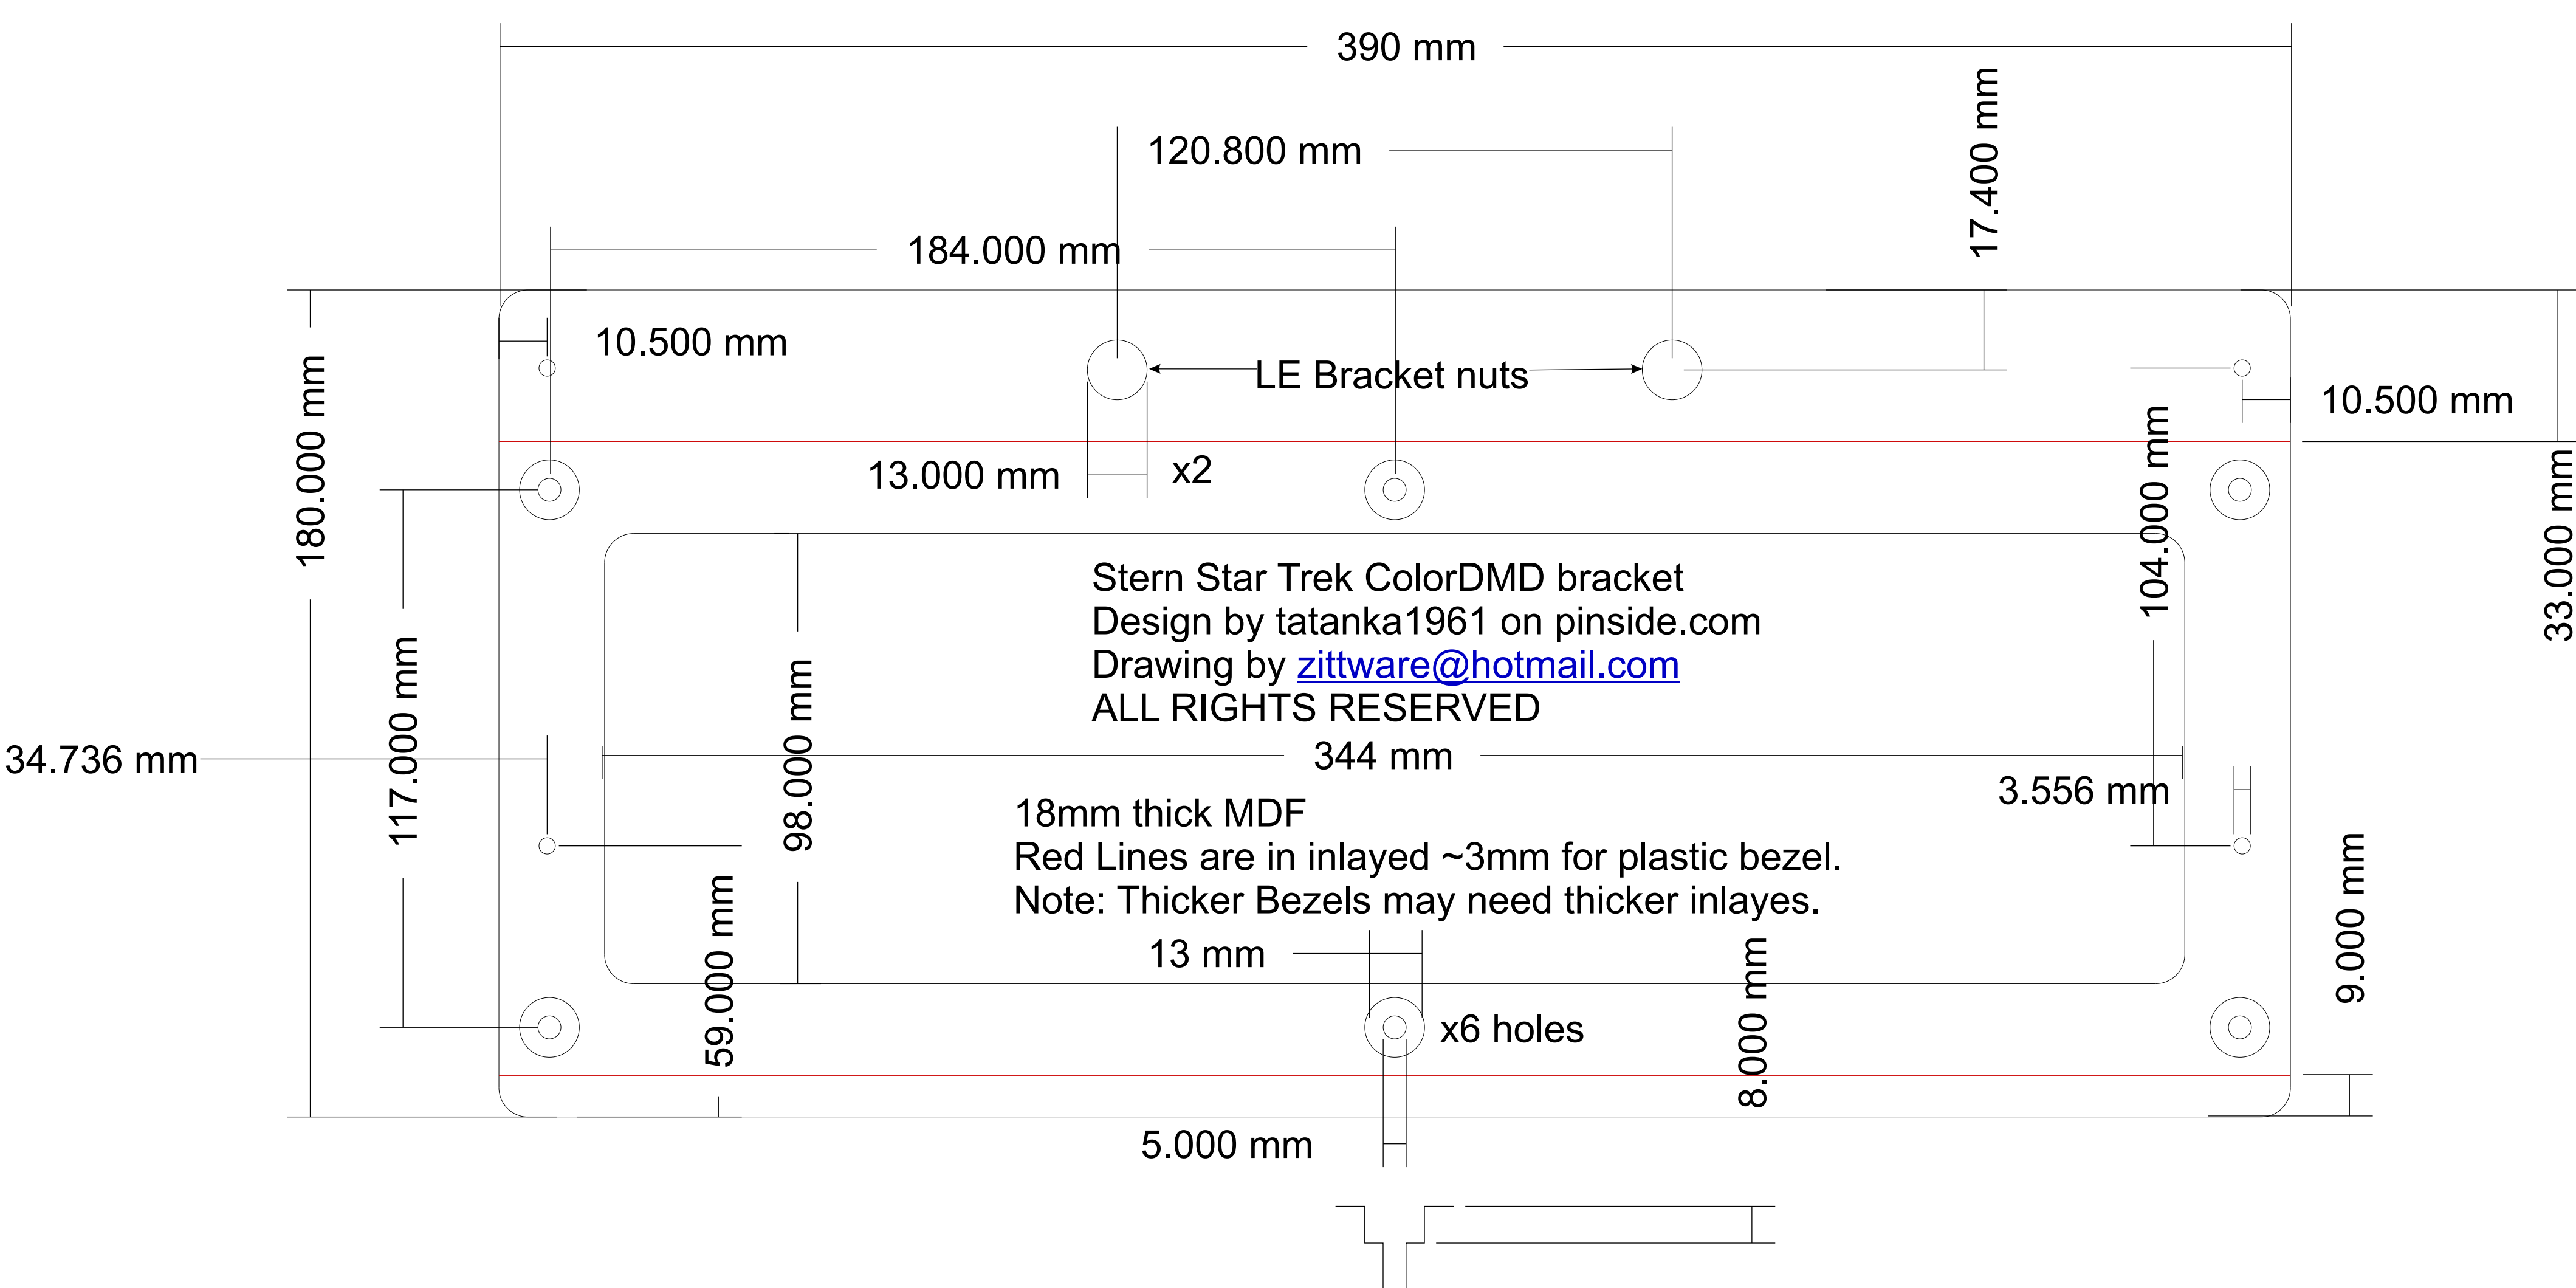 390 mm
120.800 mm
17.400 mm
184.000 mm
10.500 mm
LE Bracket nuts
10.500 mm
180.000 mm
13.000 mm
x2
104.000 mm
33.000 mm
Stern Star Trek ColorDMD bracket
Design by tatanka1961 on pinside.com
Drawing by zittware@hotmail.com
ALL RIGHTS RESERVED
117.000 mm
98.000 mm
34.736 mm
344 mm
3.556 mm
18mm thick MDF
Red Lines are in inlayed ~3mm for plastic bezel.
Note: Thicker Bezels may need thicker inlayes.
13 mm
59.000 mm
8.000 mm
9.000 mm
x6 holes
5.000 mm